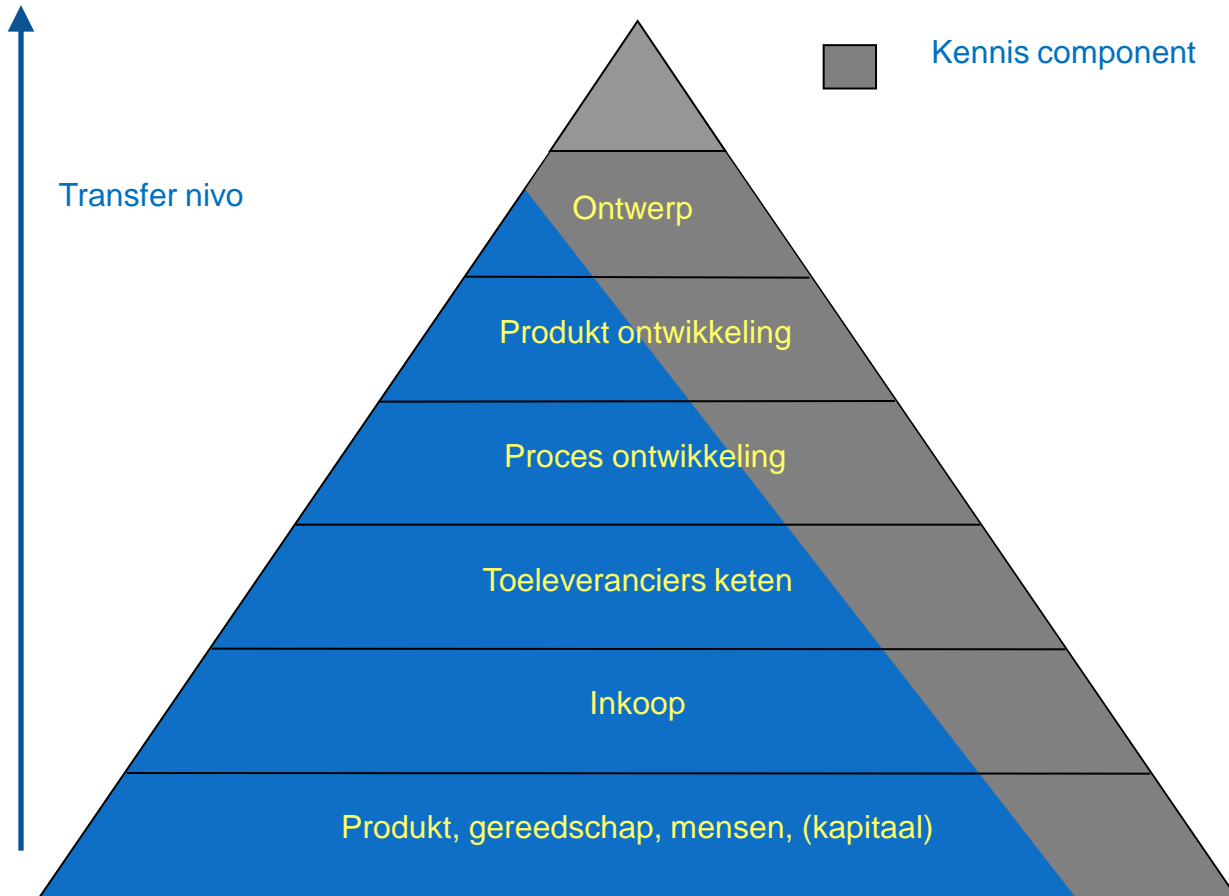 Kennis component
Transfer nivo
Ontwerp
Produkt ontwikkeling
Proces ontwikkeling
Toeleveranciers keten
Inkoop
Produkt, gereedschap, mensen, (kapitaal)